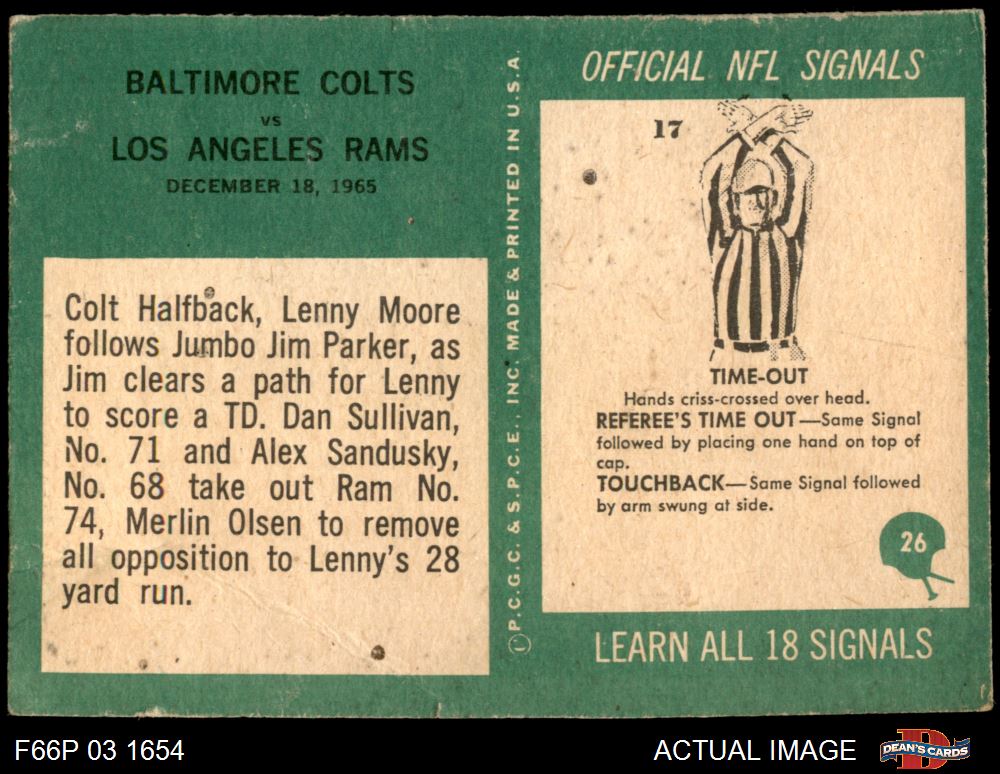 BALTIMORE COLTS
vs
LOS ANGELES RAMS
DECEMBER 18, 1965
Colt Halfback, Lenny Moore
follows Jumbo Jim Parker, as
Jim clears a path for Lenny
to score a TD. Dan Sullivan,
No. 71 and Alex Sandusky,
No. 68 take out Ram No.
74, Merlin Olsen to remove
all opposition to Lenny's 28
yard run.
Ⓟ P.C.G.C. & S.P.C.E., INC. MADE & PRINTED IN U.S.A.
OFFICIAL NFL SIGNALS
17
TIME-OUT
Hands criss-crossed over head.
REFEREE'S TIME OUT—Same Signal
followed by placing one hand on top of
cap.
TOUCHBACK—Same Signal followed
by arm swung at side.
26
LEARN ALL 18 SIGNALS
F66P 03 1654
ACTUAL IMAGE
DEAN'S CARDS